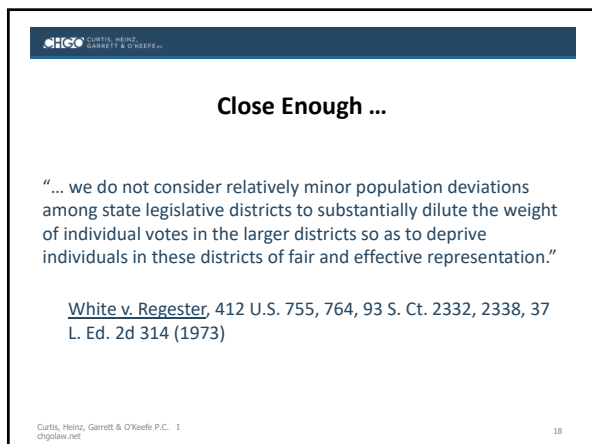 CHGO CURTIS, HEINZ,
GARRETT & O'KEEFE P.C.
Close Enough …
“… we do not consider relatively minor population deviations
among state legislative districts to substantially dilute the weight
of individual votes in the larger districts so as to deprive
individuals in these districts of fair and effective representation.”
White v. Regester, 412 U.S. 755, 764, 93 S. Ct. 2332, 2338, 37
L. Ed. 2d 314 (1973)
Curtis, Heinz, Garrett & O'Keefe P.C. I
chgolaw.net
18